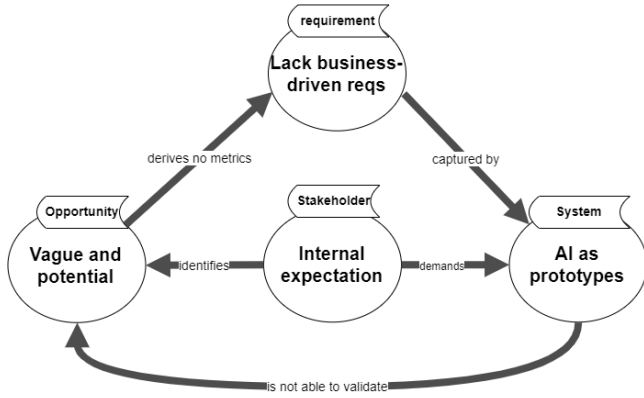 requirement
Lack business-
driven reqs
derives no metrics
captured by
Opportunity
Vague and
potential
identifies
Stakeholder
Internal
expectation
demands
System
AI as
prototypes
is not able to validate